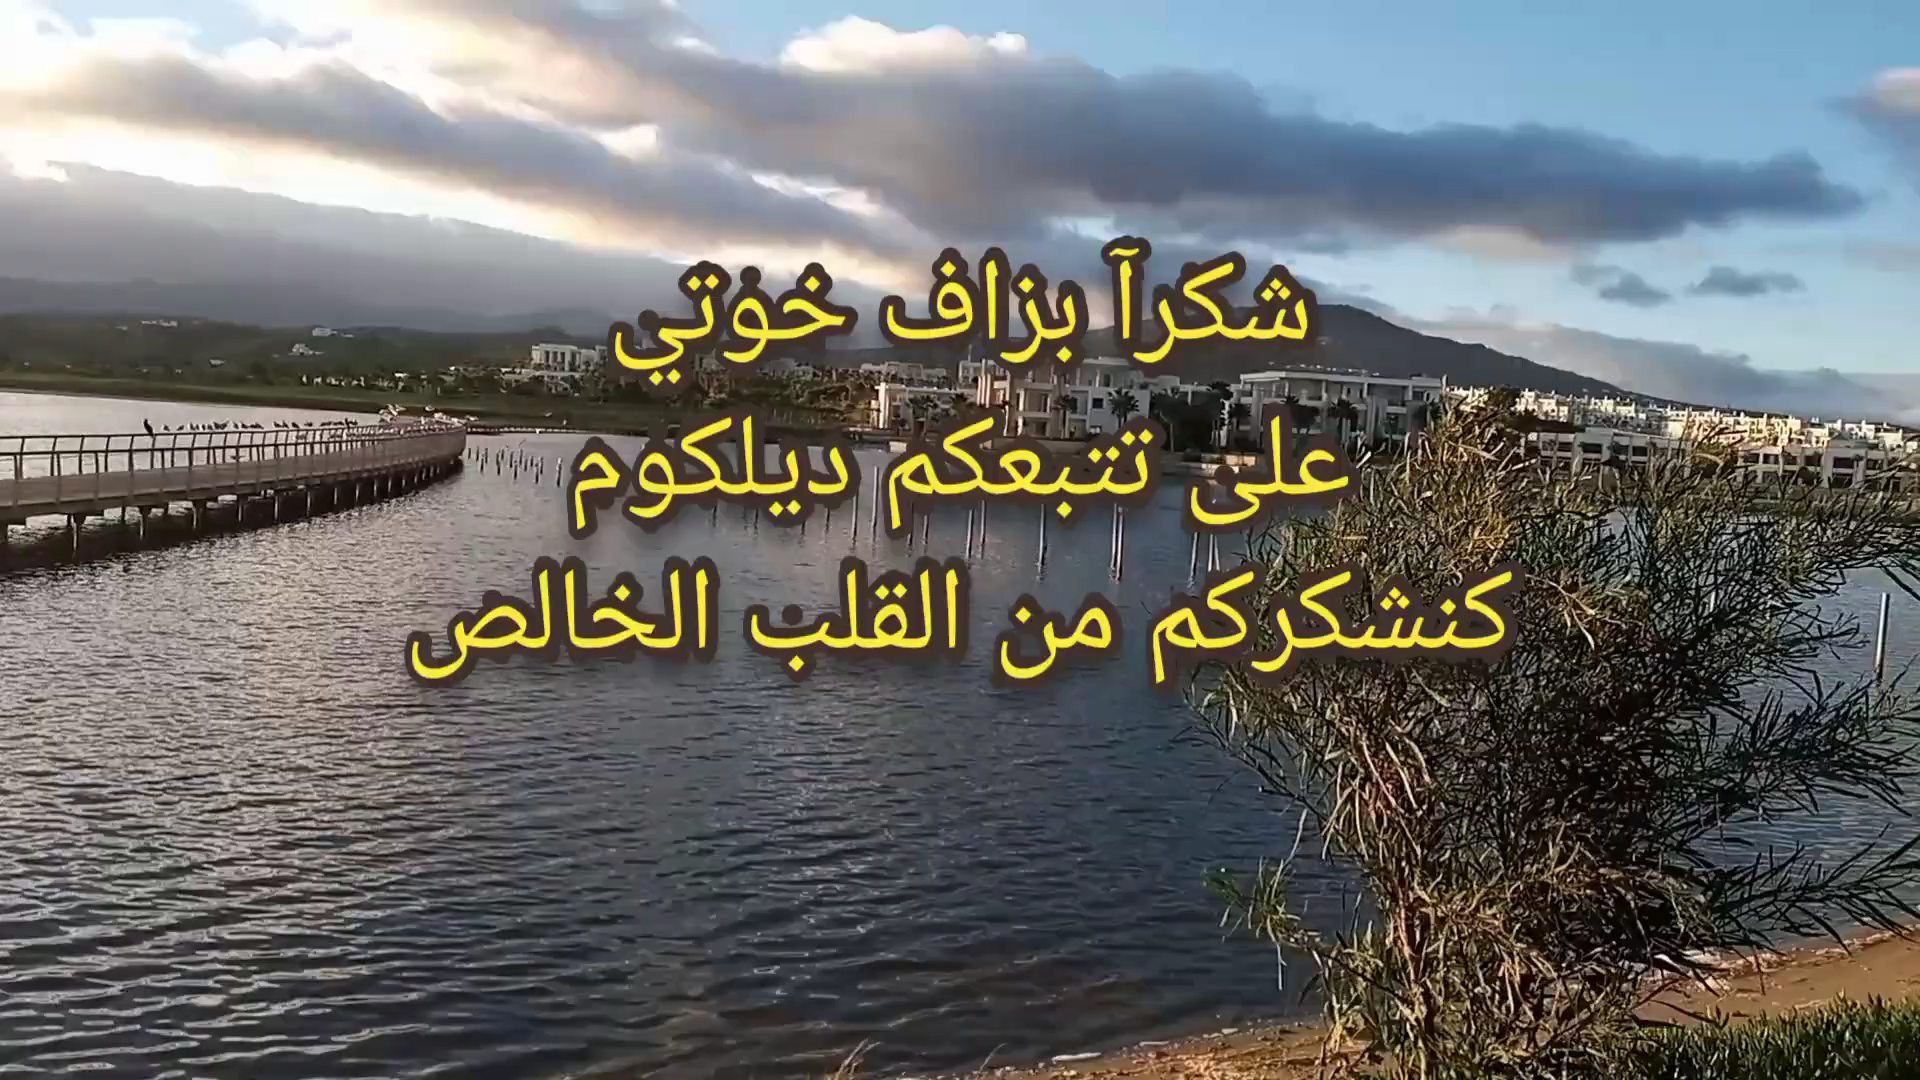 شكرآ بزاف خوتي
على تتبعكم ديلكوم
كنشكركم من القلب الخالص